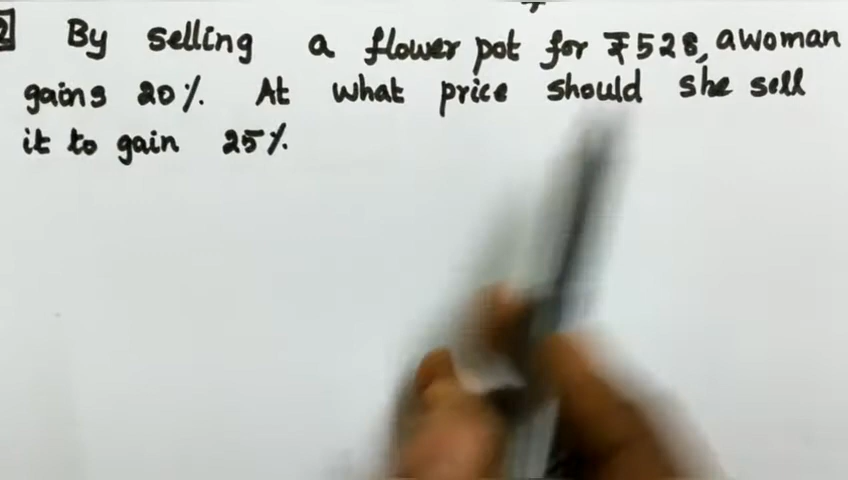 2 By selling a flower pot for ₹528, a woman
gains 20%. At what price should she sell
it to gain 25%.